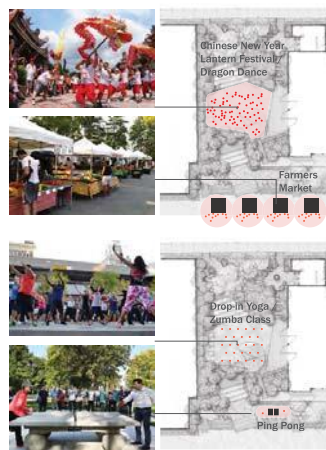 Chinese New Year
Lantern Festival
Dragon Dance
Farmers
Market
Drop-in Yoga
Zumba Class
Ping Pong